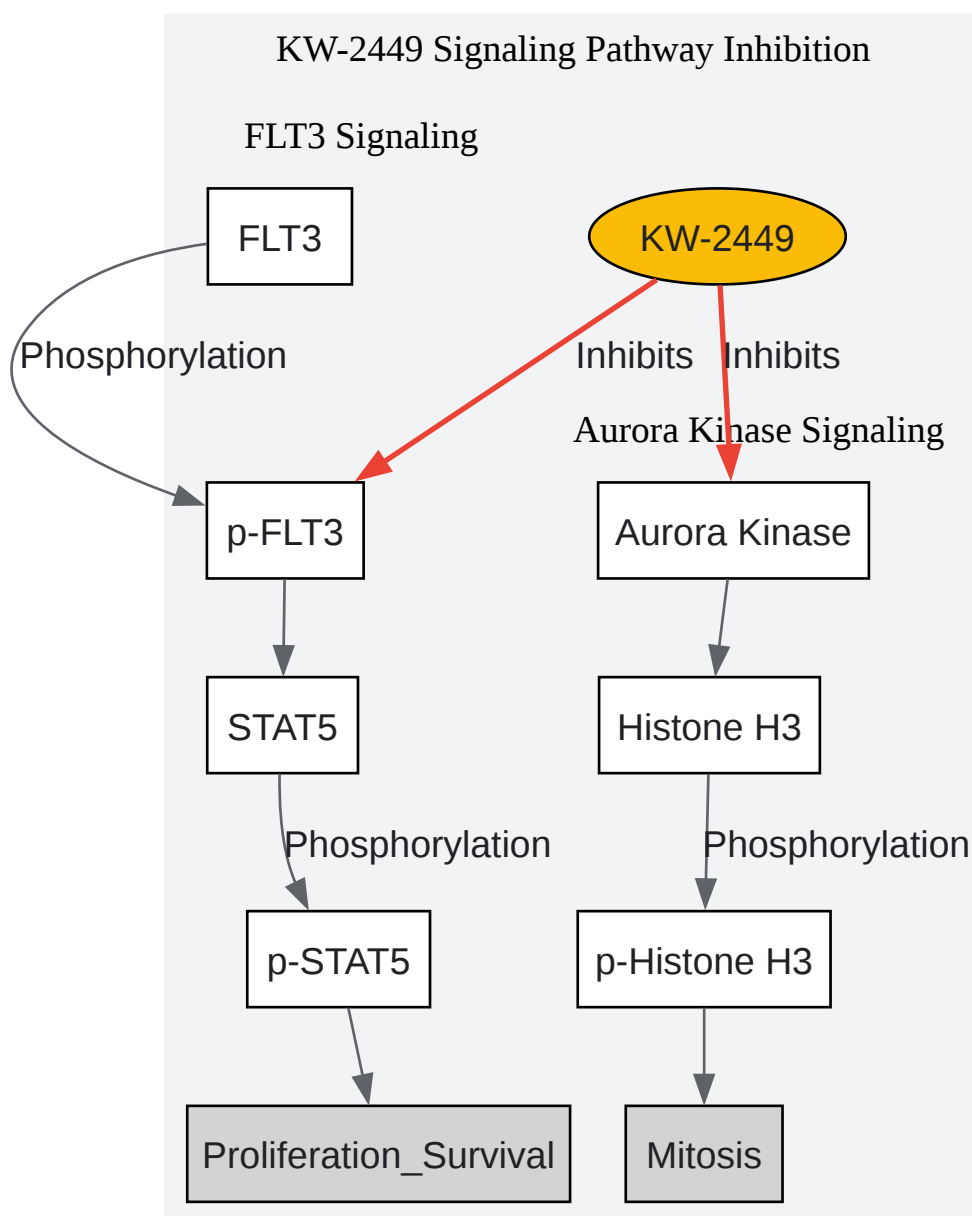 KW-2449 Signaling Pathway Inhibition
FLT3 Signaling
FLT3
KW-2449
Phosphorylation
Inhibits
Inhibits
Aurora Kinase Signaling
p-FLT3
Aurora Kinase
STAT5
Histone H3
Phosphorylation
Phosphorylation
p-STAT5
p-Histone H3
Proliferation_Survival
Mitosis